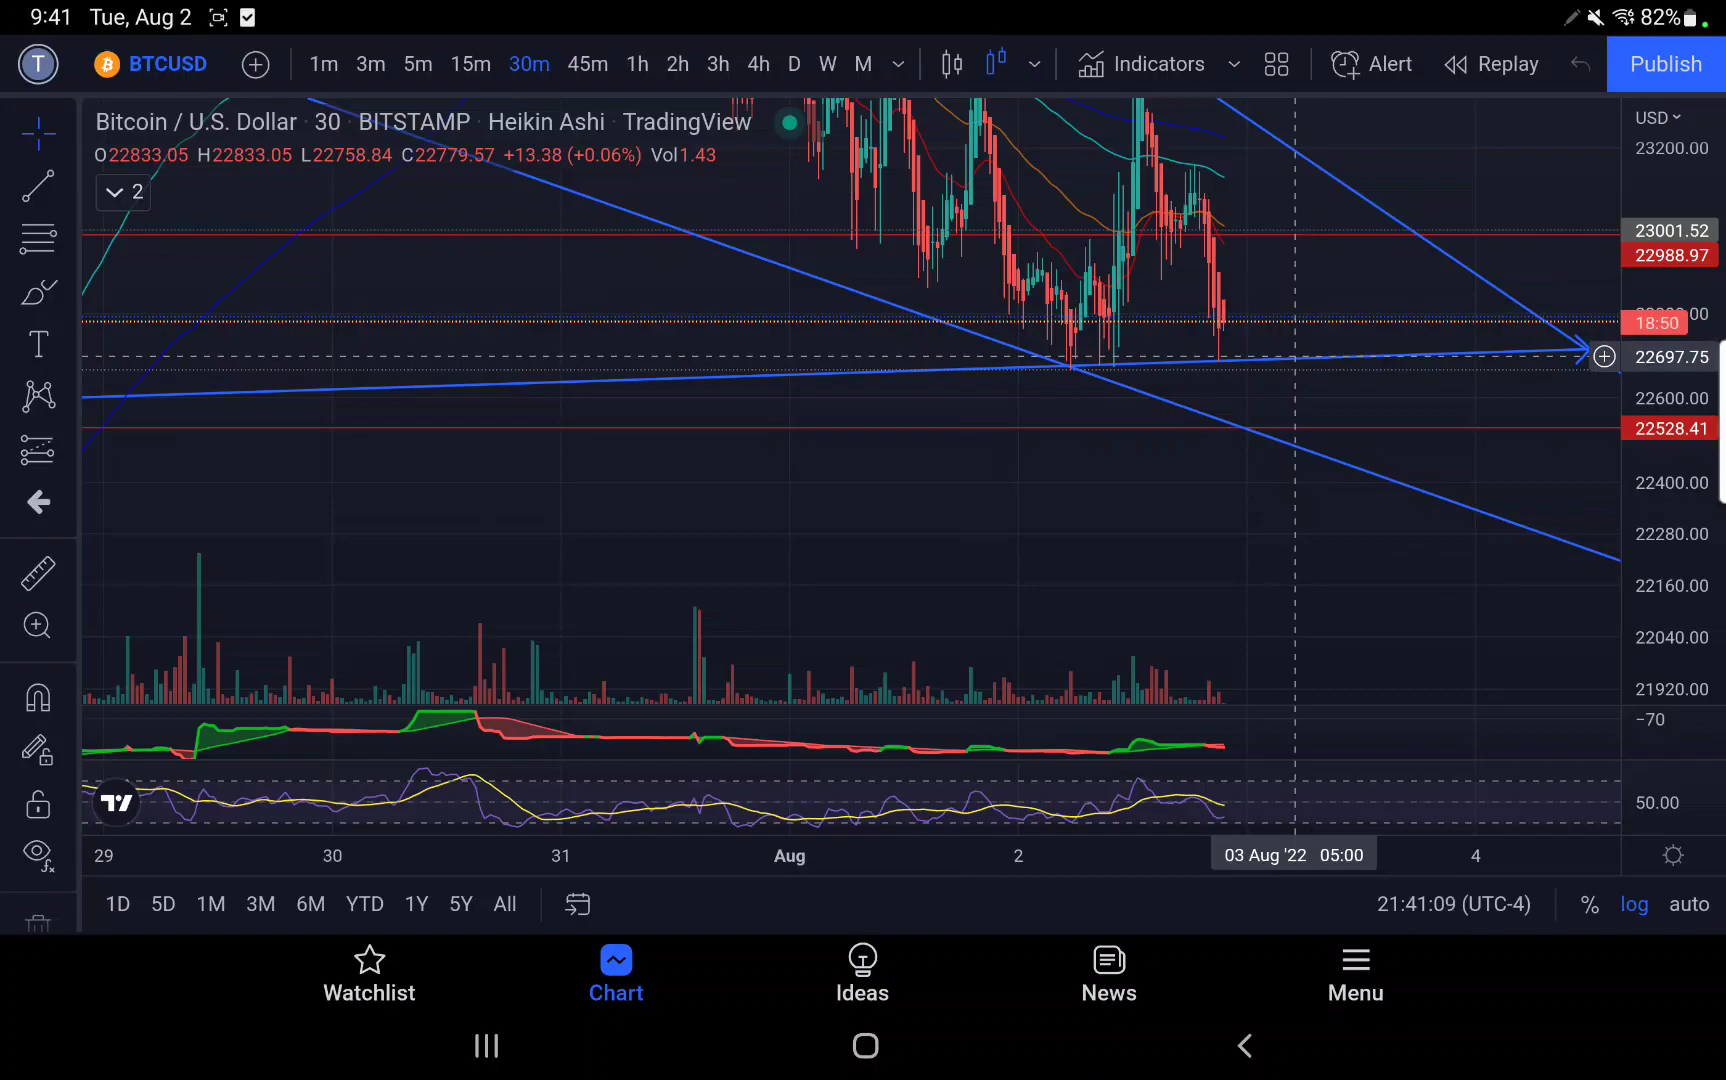 9:41 Tue, Aug 2 82%
T BTCUSD 1m 3m 5m 15m 30m 45m 1h 2h 3h 4h D W M Indicators Alert Replay Publish
Bitcoin / U.S. Dollar · 30 · BITSTAMP · Heikin Ashi · TradingView
O22833.05 H22833.05 L22758.84 C22779.57 +13.38 (+0.06%) Vol1.43
2
USD
23200.00
23001.52
22988.97
18:50
22697.75
22600.00
22528.41
22400.00
22280.00
22160.00
22040.00
21920.00
−70
50.00
29 30 31 Aug 2 03 Aug '22 05:00 4
1D 5D 1M 3M 6M YTD 1Y 5Y All 21:41:09 (UTC-4) % log auto
Watchlist Chart Ideas News Menu